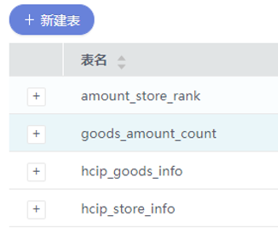 + 新建表
表名
+ amount_store_rank
+ goods_amount_count
+ hcip_goods_info
+ hcip_store_info